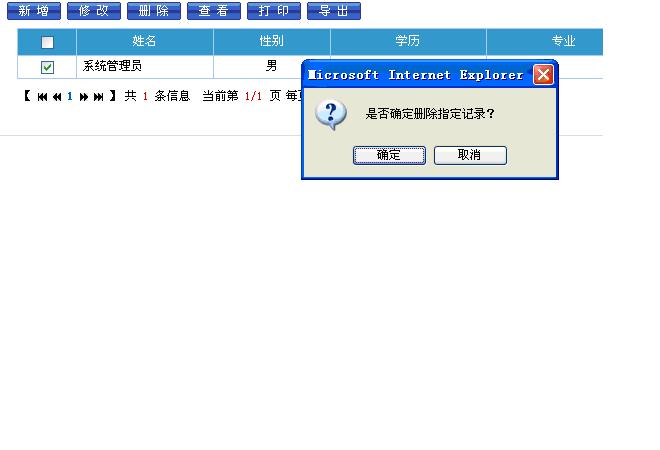 新 增 修 改 删 除 查 看 打 印 导 出
姓名 性别 学历 专业
系统管理员 男
Microsoft Internet Explorer
【 1 】 共 1 条信息 当前第 1/1 页 每
是否确定删除指定记录？
确定 取消